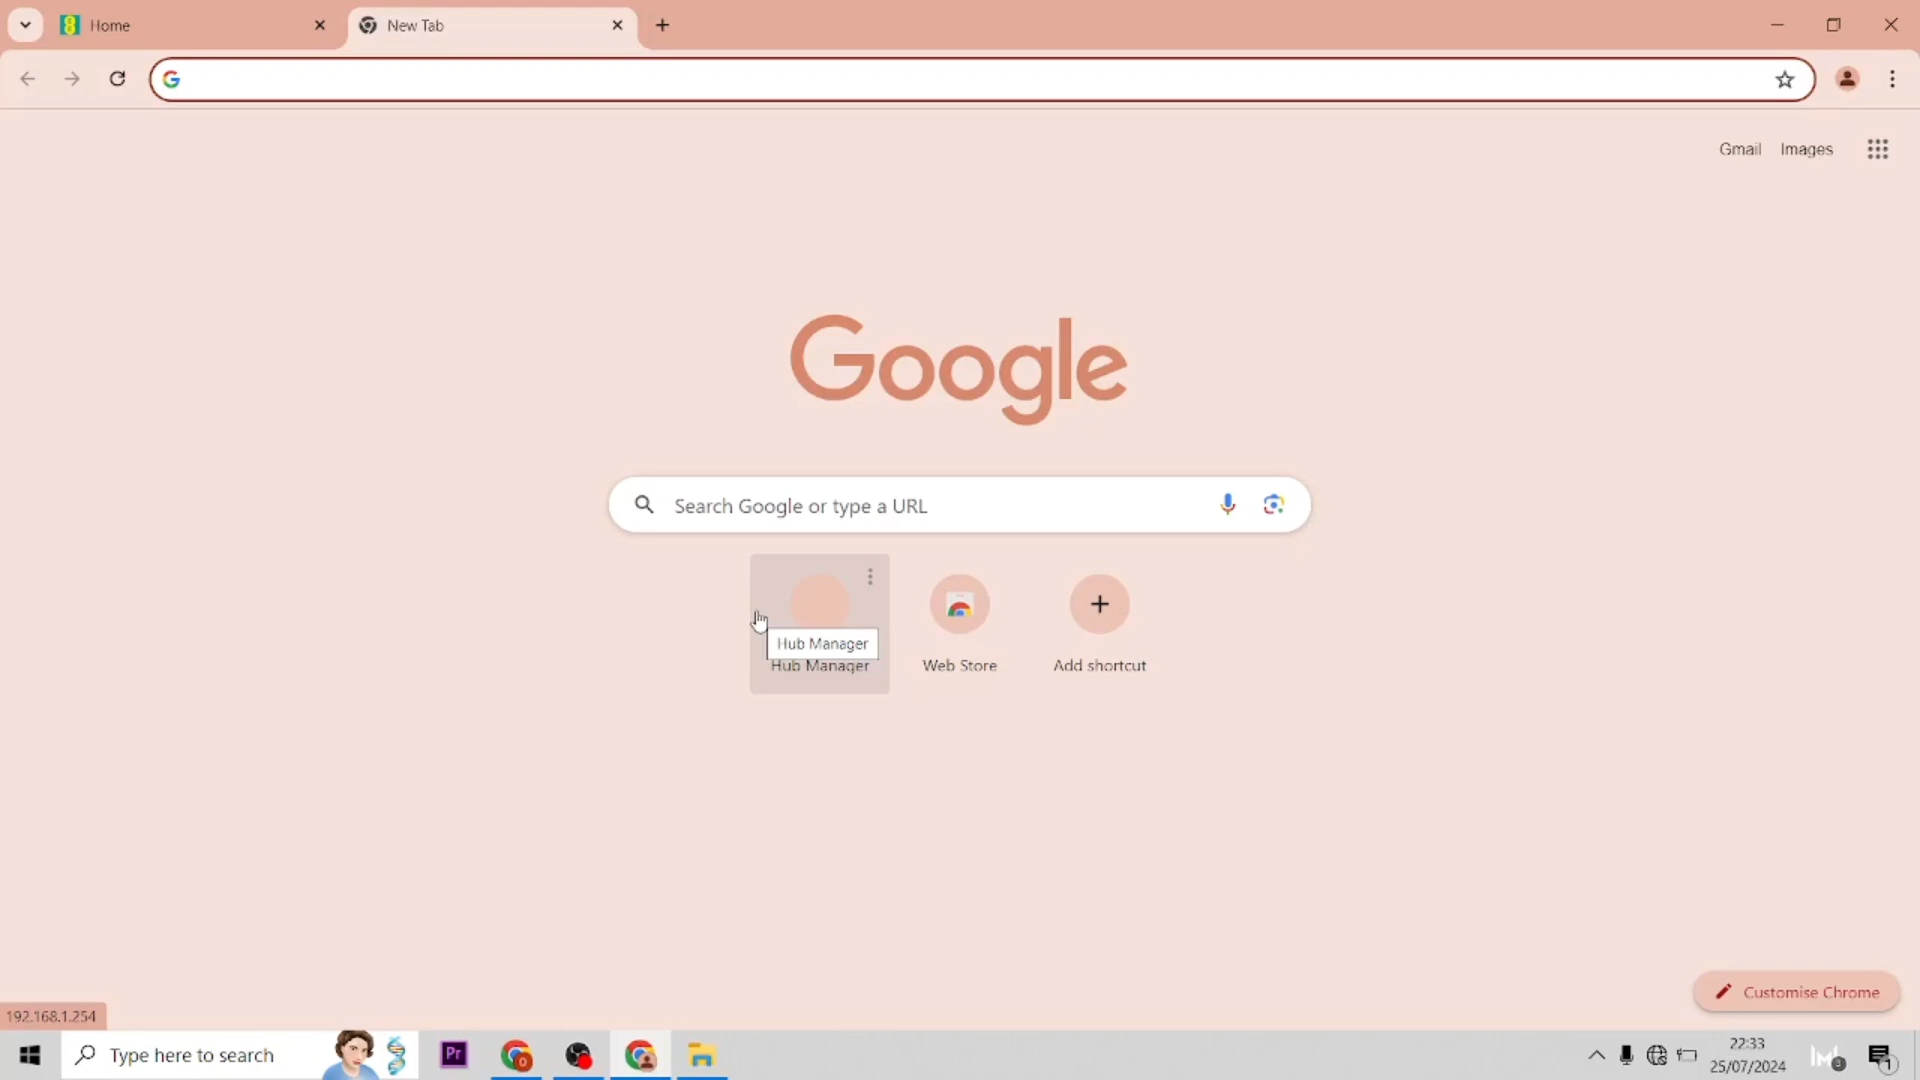 Home
New Tab
Gmail
Images
Google
Search Google or type a URL
Hub Manager
Hub Manager
Web Store
Add shortcut
Customise Chrome
192.168.1.254
Type here to search
Pr
22:33
25/07/2024